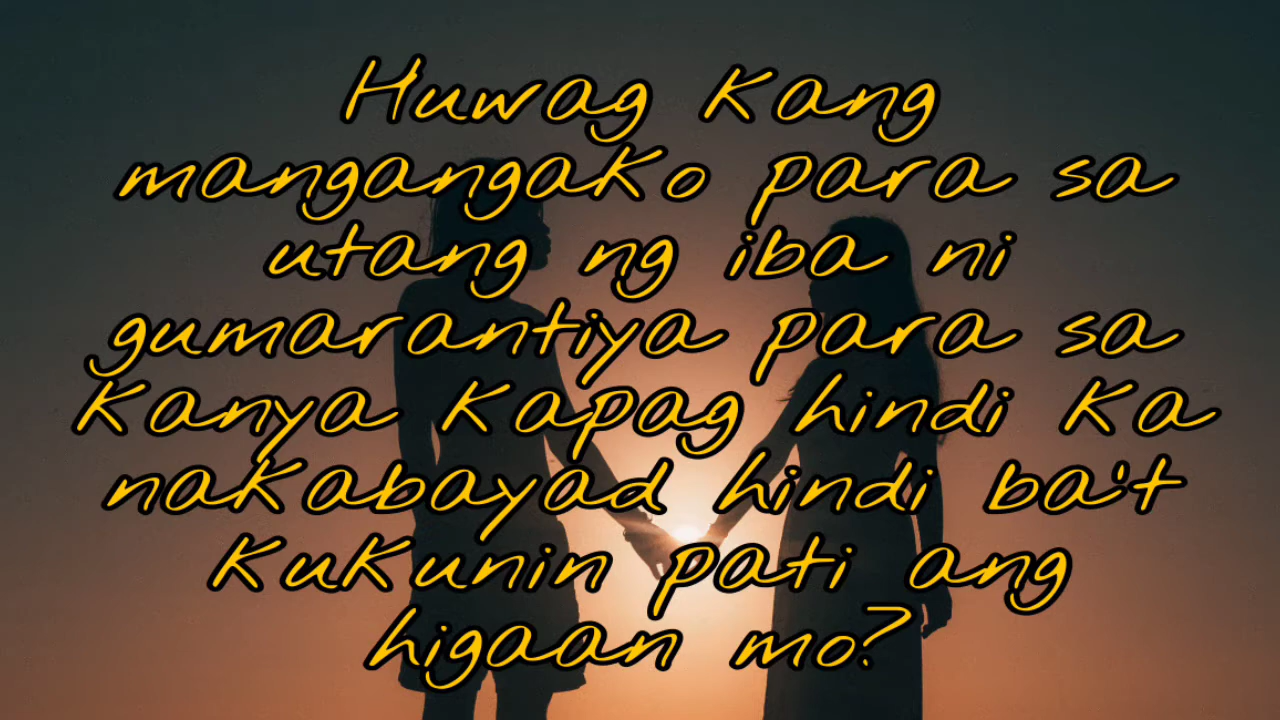 Huwag kang
mangangako para sa
utang ng iba ni
gumarantiya para sa
kanya kapag hindi ka
nakabayad hindi ba't
kukunin pati ang
higaan mo?